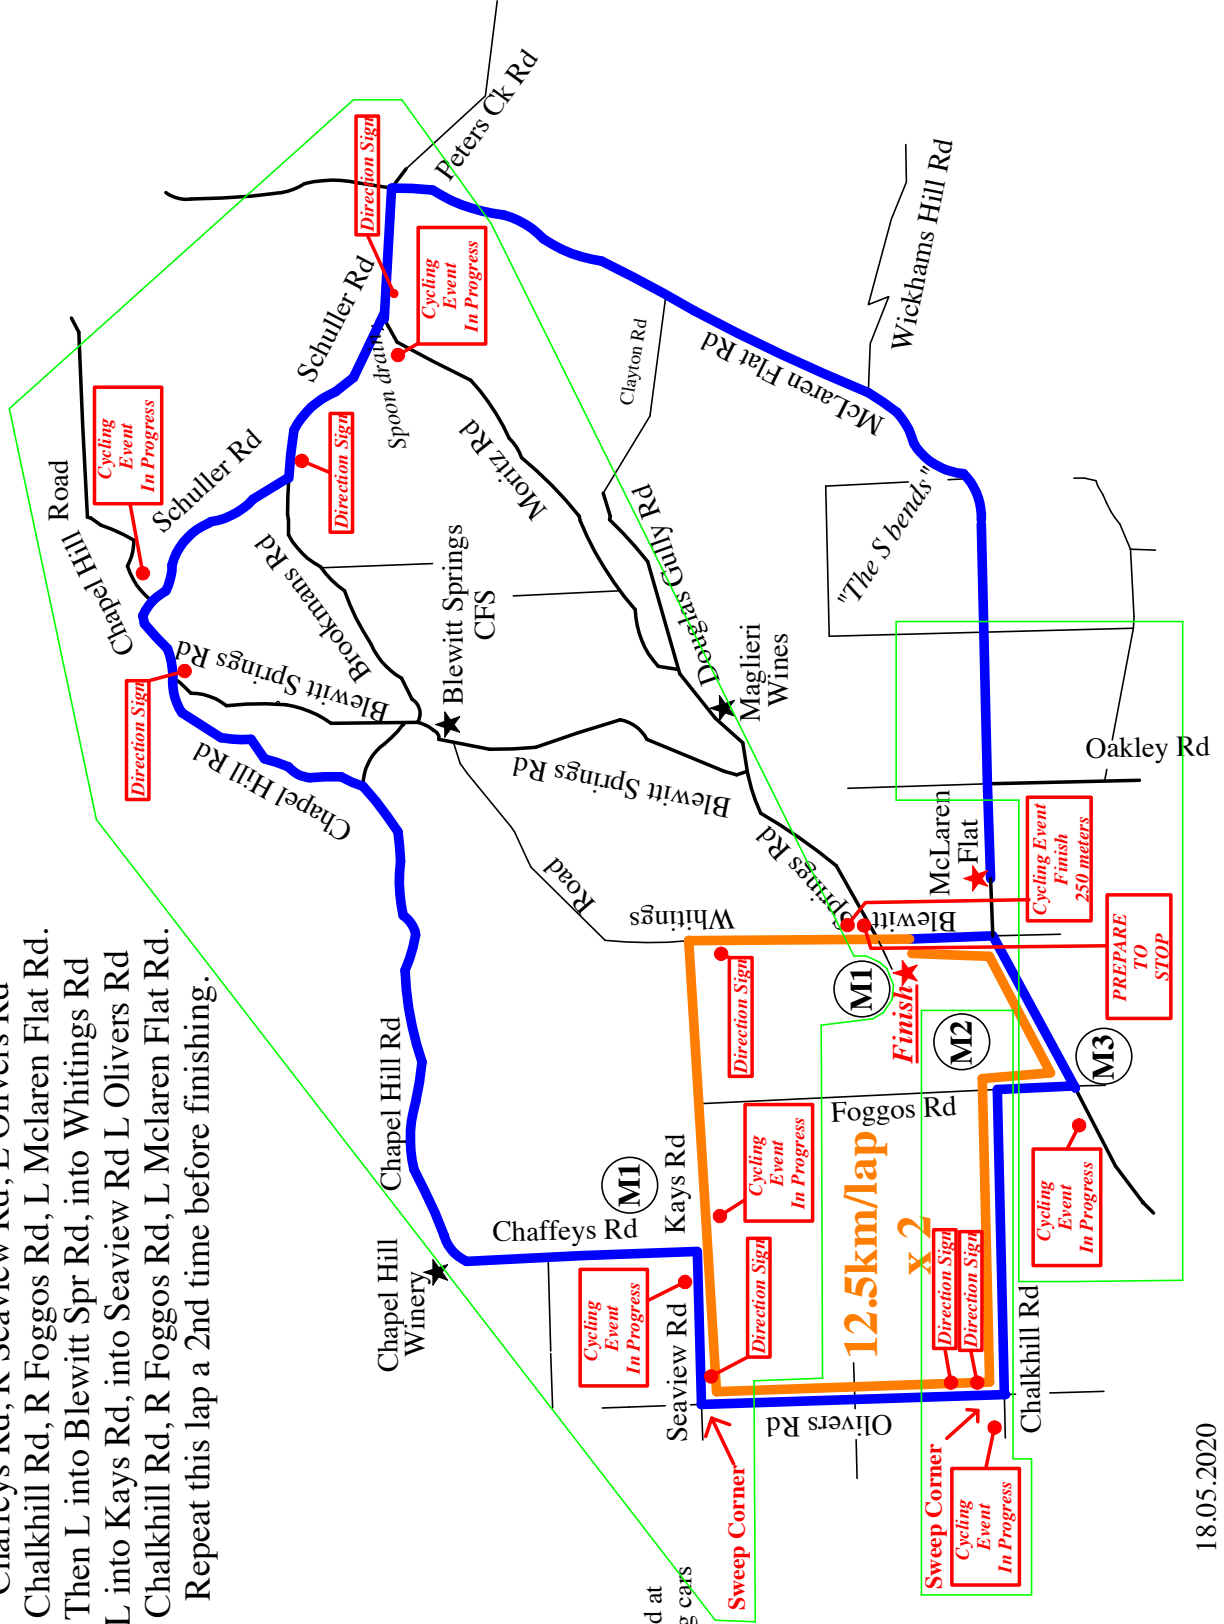 Chaffeys Rd, R Seaview Rd, L Olivers Rd
Chalkhill Rd, R Foggos Rd, L Mclaren Flat Rd.
Then L into Blewitt Spr Rd, into Whitings Rd
L into Kays Rd, into Seaview Rd L Olivers Rd
Chalkhill Rd, R Foggos Rd, L Mclaren Flat Rd.
Repeat this lap a 2nd time before finishing.
Chapel Hill
Road
Cycling
Event
In Progress
Schuller Rd
Schuller Rd
Direction Sign
Peters Ck Rd
Cycling
Event
In Progress
Spoon drain
Direction Sign
Direction Sign
Chapel Hill Rd
Blewitt Springs Rd
Brookmans Rd
Blewitt Springs
CFS
Moritz Rd
Clayton Rd
McLaren Flat Rd
Wickhams Hill Rd
"The S bends"
Douglas Gully Rd
Maglieri
Wines
Blewitt Springs Rd
Oakley Rd
Chapel Hill Rd
Whitings
Road
Blewitt
Springs Rd
McLaren
Flat
Cycling Event
Finish
250 meters
PREPARE
TO
STOP
M1
Finish
M2
M3
Direction Sign
Foggos Rd
Chapel Hill
Winery
Chaffeys Rd
M1
Kays Rd
Cycling
Event
In Progress
Cycling
Event
In Progress
Direction Sign
Seaview Rd
12.5km/lap
x 2
Direction Sign
Direction Sign
Cycling
Event
In Progress
Olivers Rd
Chalkhill Rd
Sweep Corner
Sweep Corner
Cycling
Event
In Progress
d at
g cars
18.05.2020